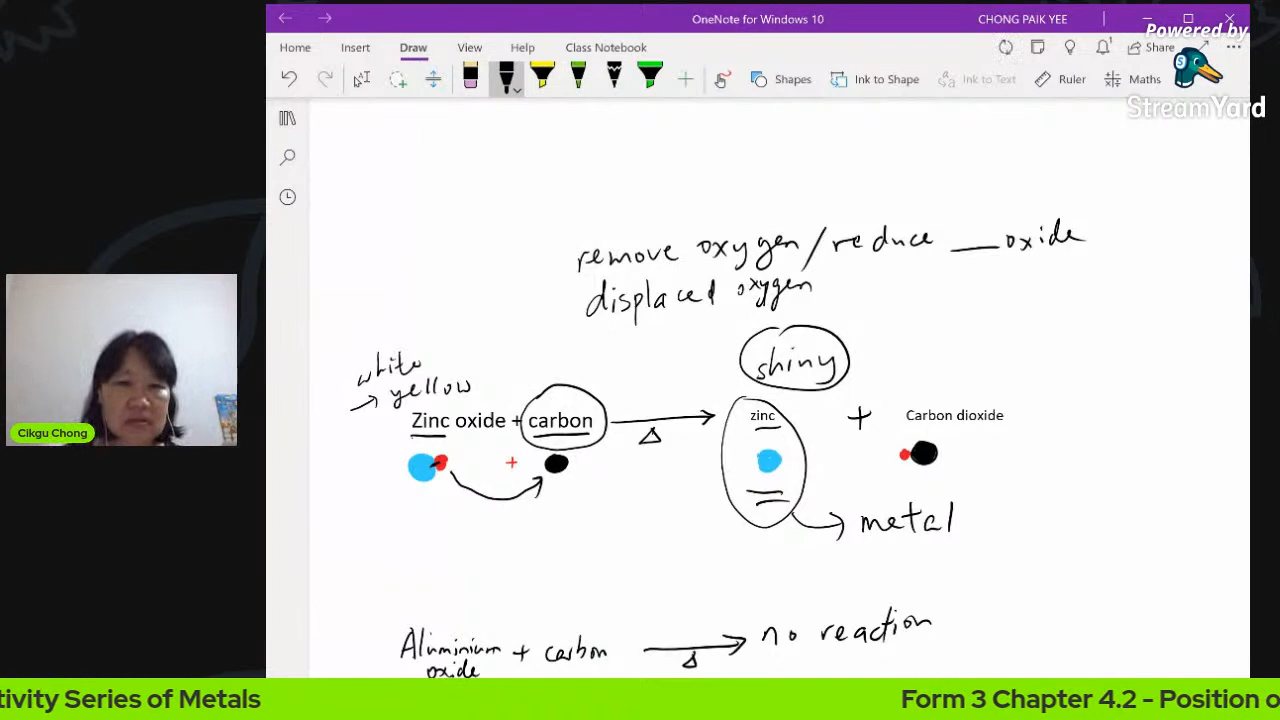 OneNote for Windows 10
CHONG PAIK YEE
Powered by
StreamYard
Home Insert Draw View Help Class Notebook
Share
Shapes Ink to Shape Ink to Text Ruler Maths
remove oxygen/reduce __oxide
displaced oxygen
shiny
white
→ yellow
Zinc oxide + carbon → zinc + Carbon dioxide
Δ
+
→ metal
Aluminium oxide + carbon → no reaction
Δ
Cikgu Chong
tivity Series of Metals
Form 3 Chapter 4.2 - Position o